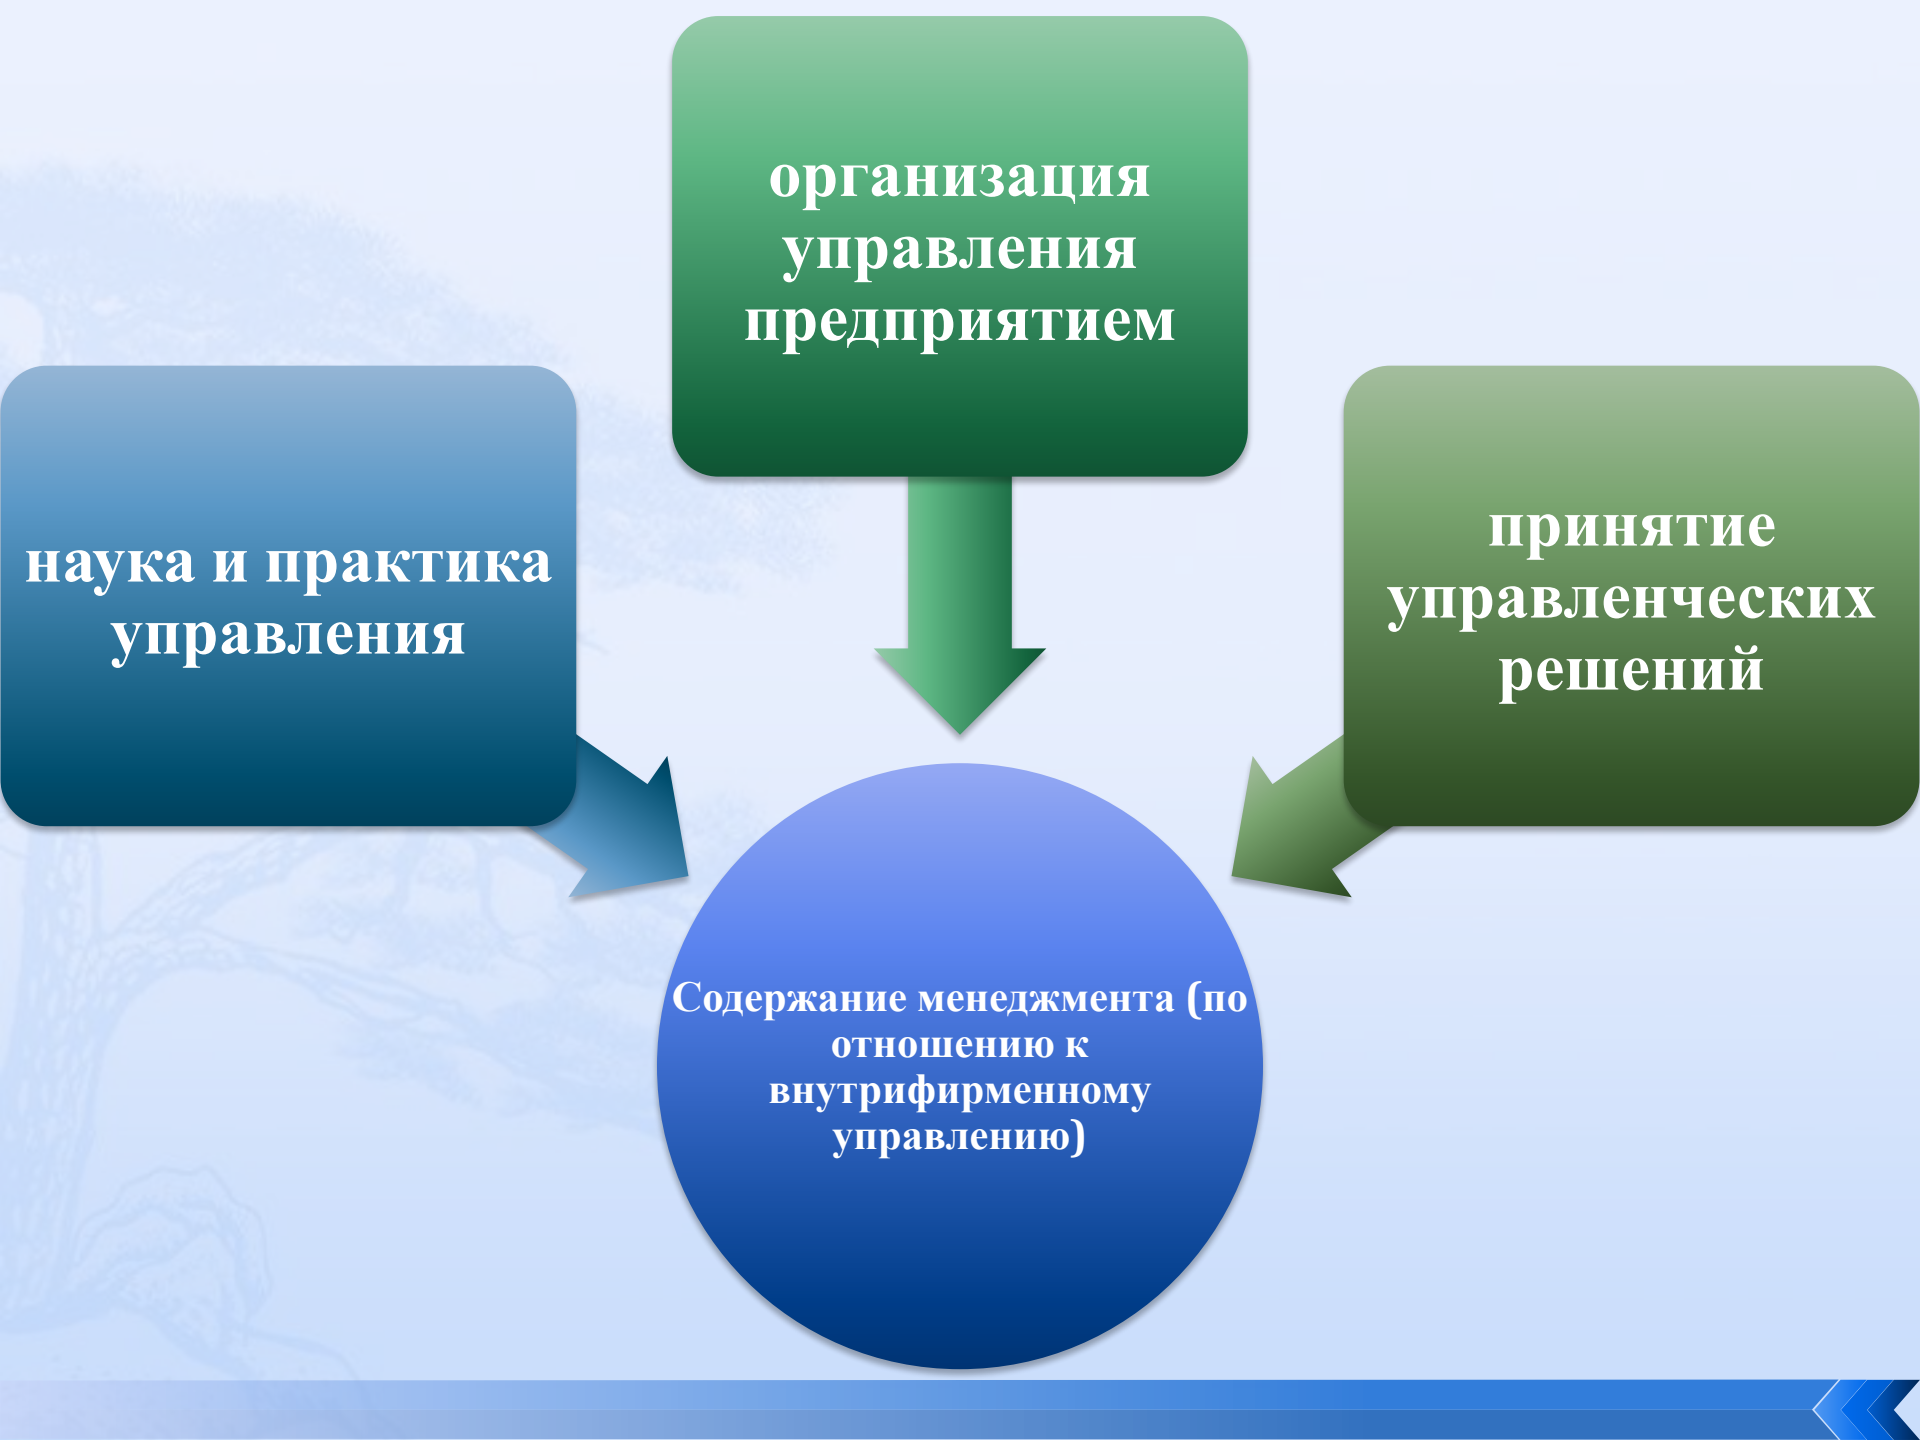 организация
управления
предприятием
наука и практика
управления
принятие
управленческих
решений
Содержание менеджмента (по
отношению к
внутрифирменному
управлению)